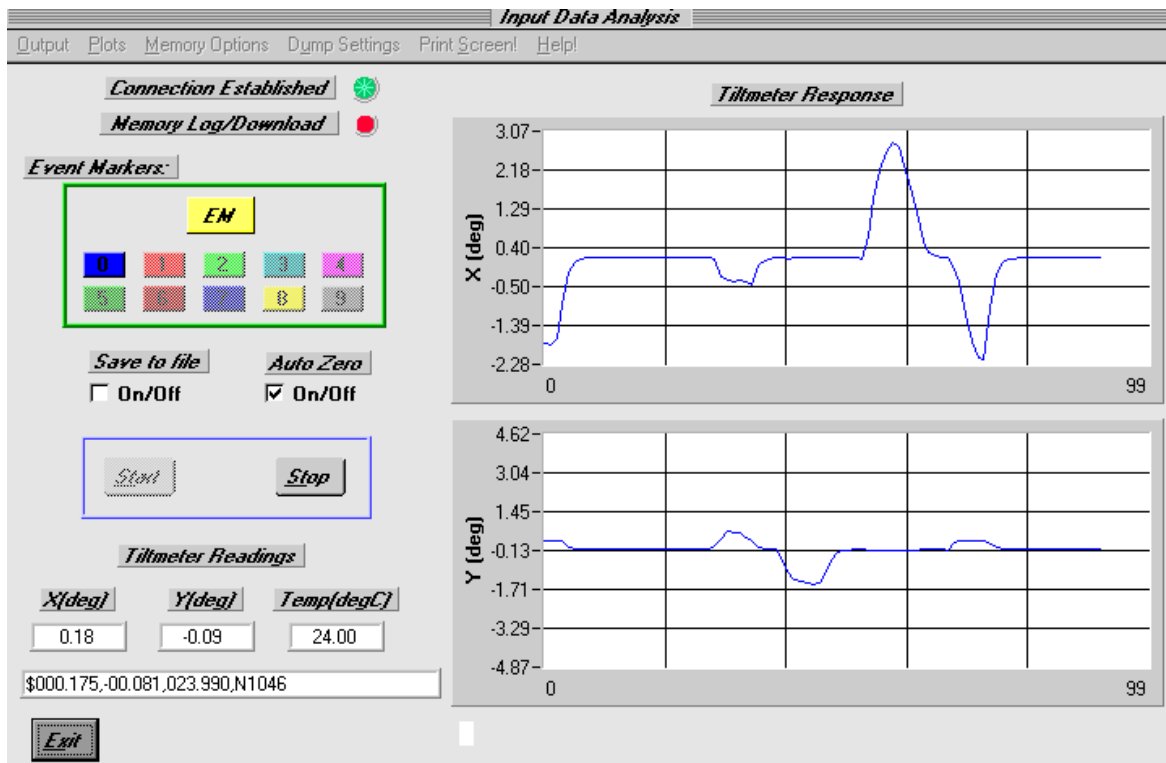 Input Data Analysis
Output Plots Memory Options Dump Settings Print Screen! Help!
Connection Established
Memory Log/Download
Event Markers:
EM
0 1 2 3 4
5 6 7 8 9
Save to file Auto Zero
On/Off On/Off
Start Stop
Tiltmeter Readings
X(deg) Y(deg) Temp(degC)
0.18 -0.09 24.00
$000.175,-00.081,023.990,N1046
Exit
Tiltmeter Response
X (deg)
3.07
2.18
1.29
0.40
-0.50
-1.39
-2.28
0 99
Y (deg)
4.62
3.04
1.45
-0.13
-1.71
-3.29
-4.87
0 99